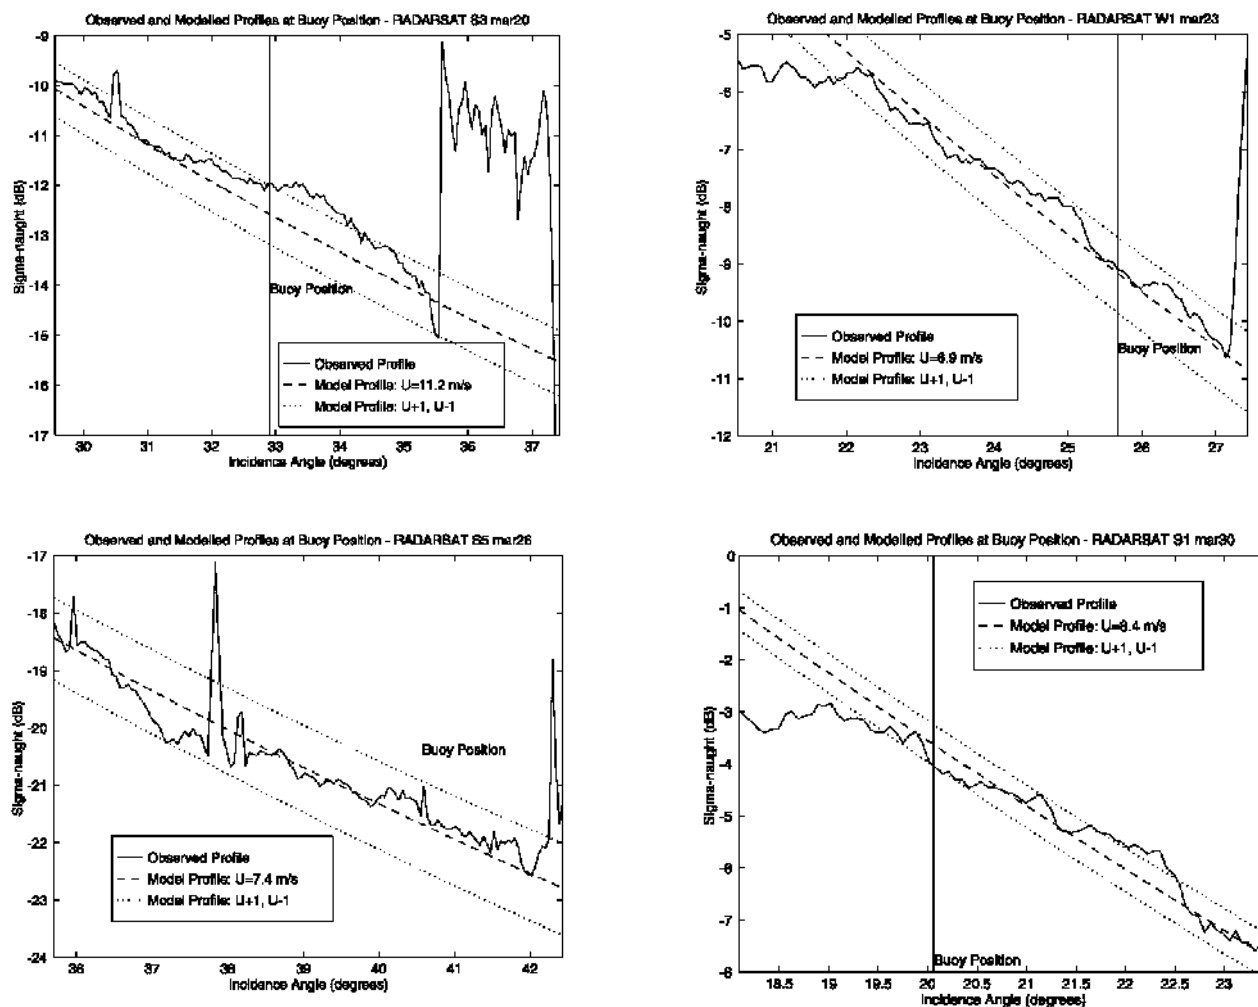 Observed and Modelled Profiles at Buoy Position - RADARSAT S3 mar20
-9
-10
-11
-12
-13
-14
-15
-16
-17
Sigma-naught (dB)
Buoy Position
Observed Profile
Model Profile: U=11.2 m/s
Model Profile: U+1, U-1
30 31 32 33 34 35 36 37
Incidence Angle (degrees)
Observed and Modelled Profiles at Buoy Position - RADARSAT W1 mar23
-5
-6
-7
-8
-9
-10
-11
-12
Sigma-naught (dB)
Buoy Position
Observed Profile
Model Profile: U=6.9 m/s
Model Profile: U+1, U-1
21 22 23 24 25 26 27
Incidence Angle (degrees)
Observed and Modelled Profiles at Buoy Position - RADARSAT S5 mar26
-17
-18
-19
-20
-21
-22
-23
-24
Sigma-naught (dB)
Buoy Position
Observed Profile
Model Profile: U=7.4 m/s
Model Profile: U+1, U-1
36 37 38 39 40 41 42
Incidence Angle (degrees)
Observed and Modelled Profiles at Buoy Position - RADARSAT S1 mar30
0
-1
-2
-3
-4
-5
-6
-7
-8
Sigma-naught (dB)
Observed Profile
Model Profile: U=8.4 m/s
Model Profile: U+1, U-1
Buoy Position
18.5 19 19.5 20 20.5 21 21.5 22 22.5 23
Incidence Angle (degrees)